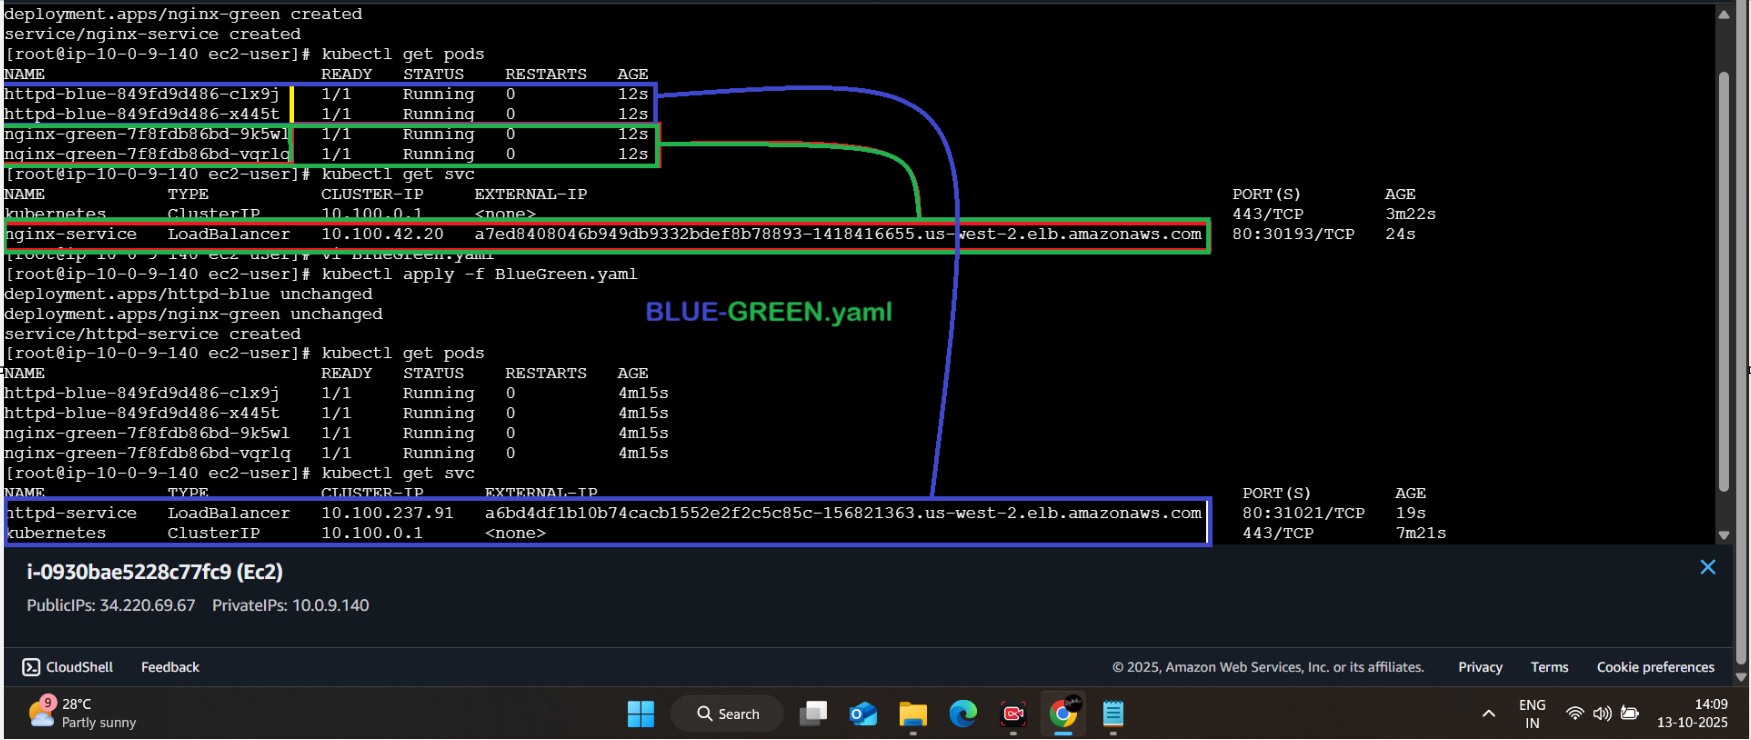 deployment.apps/nginx-green created
service/nginx-service created
[root@ip-10-0-9-140 ec2-user]# kubectl get pods
NAME READY STATUS RESTARTS AGE
httpd-blue-849fd9d486-clx9j 1/1 Running 0 12s
httpd-blue-849fd9d486-x445t 1/1 Running 0 12s
nginx-green-7f8fdb86bd-9k5wl 1/1 Running 0 12s
nginx-green-7f8fdb86bd-vqrlq 1/1 Running 0 12s
[root@ip-10-0-9-140 ec2-user]# kubectl get svc
NAME TYPE CLUSTER-IP EXTERNAL-IP PORT(S) AGE
kubernetes ClusterIP 10.100.0.1 <none> 443/TCP 3m22s
nginx-service LoadBalancer 10.100.42.20 a7ed8408046b949db9332bdef8b78893-1418416655.us-west-2.elb.amazonaws.com 80:30193/TCP 24s
[root@ip-10-0-9-140 ec2-user]# vi BlueGreen.yaml
[root@ip-10-0-9-140 ec2-user]# kubectl apply -f BlueGreen.yaml
deployment.apps/httpd-blue unchanged
deployment.apps/nginx-green unchanged
BLUE-GREEN.yaml
service/httpd-service created
[root@ip-10-0-9-140 ec2-user]# kubectl get pods
NAME READY STATUS RESTARTS AGE
httpd-blue-849fd9d486-clx9j 1/1 Running 0 4m15s
httpd-blue-849fd9d486-x445t 1/1 Running 0 4m15s
nginx-green-7f8fdb86bd-9k5wl 1/1 Running 0 4m15s
nginx-green-7f8fdb86bd-vqrlq 1/1 Running 0 4m15s
[root@ip-10-0-9-140 ec2-user]# kubectl get svc
NAME TYPE CLUSTER-IP EXTERNAL-IP PORT(S) AGE
httpd-service LoadBalancer 10.100.237.91 a6bd4df1b10b74cacb1552e2f2c5c85c-156821363.us-west-2.elb.amazonaws.com 80:31021/TCP 19s
kubernetes ClusterIP 10.100.0.1 <none> 443/TCP 7m21s
i-0930bae5228c77fc9 (Ec2)
PublicIPs: 34.220.69.67 PrivateIPs: 10.0.9.140
CloudShell Feedback © 2025, Amazon Web Services, Inc. or its affiliates. Privacy Terms Cookie preferences
9 28°C
Partly sunny
Search
ENG
IN
14:09
13-10-2025